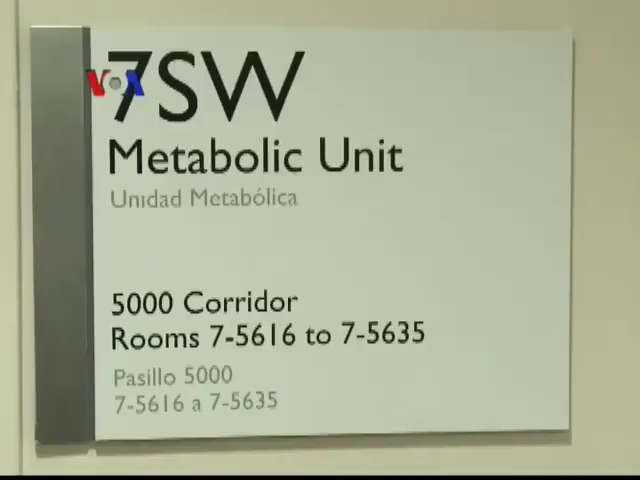 7SW
VOA
Metabolic Unit
Unidad Metabólica
5000 Corridor
Rooms 7-5616 to 7-5635
Pasillo 5000
7-5616 a 7-5635